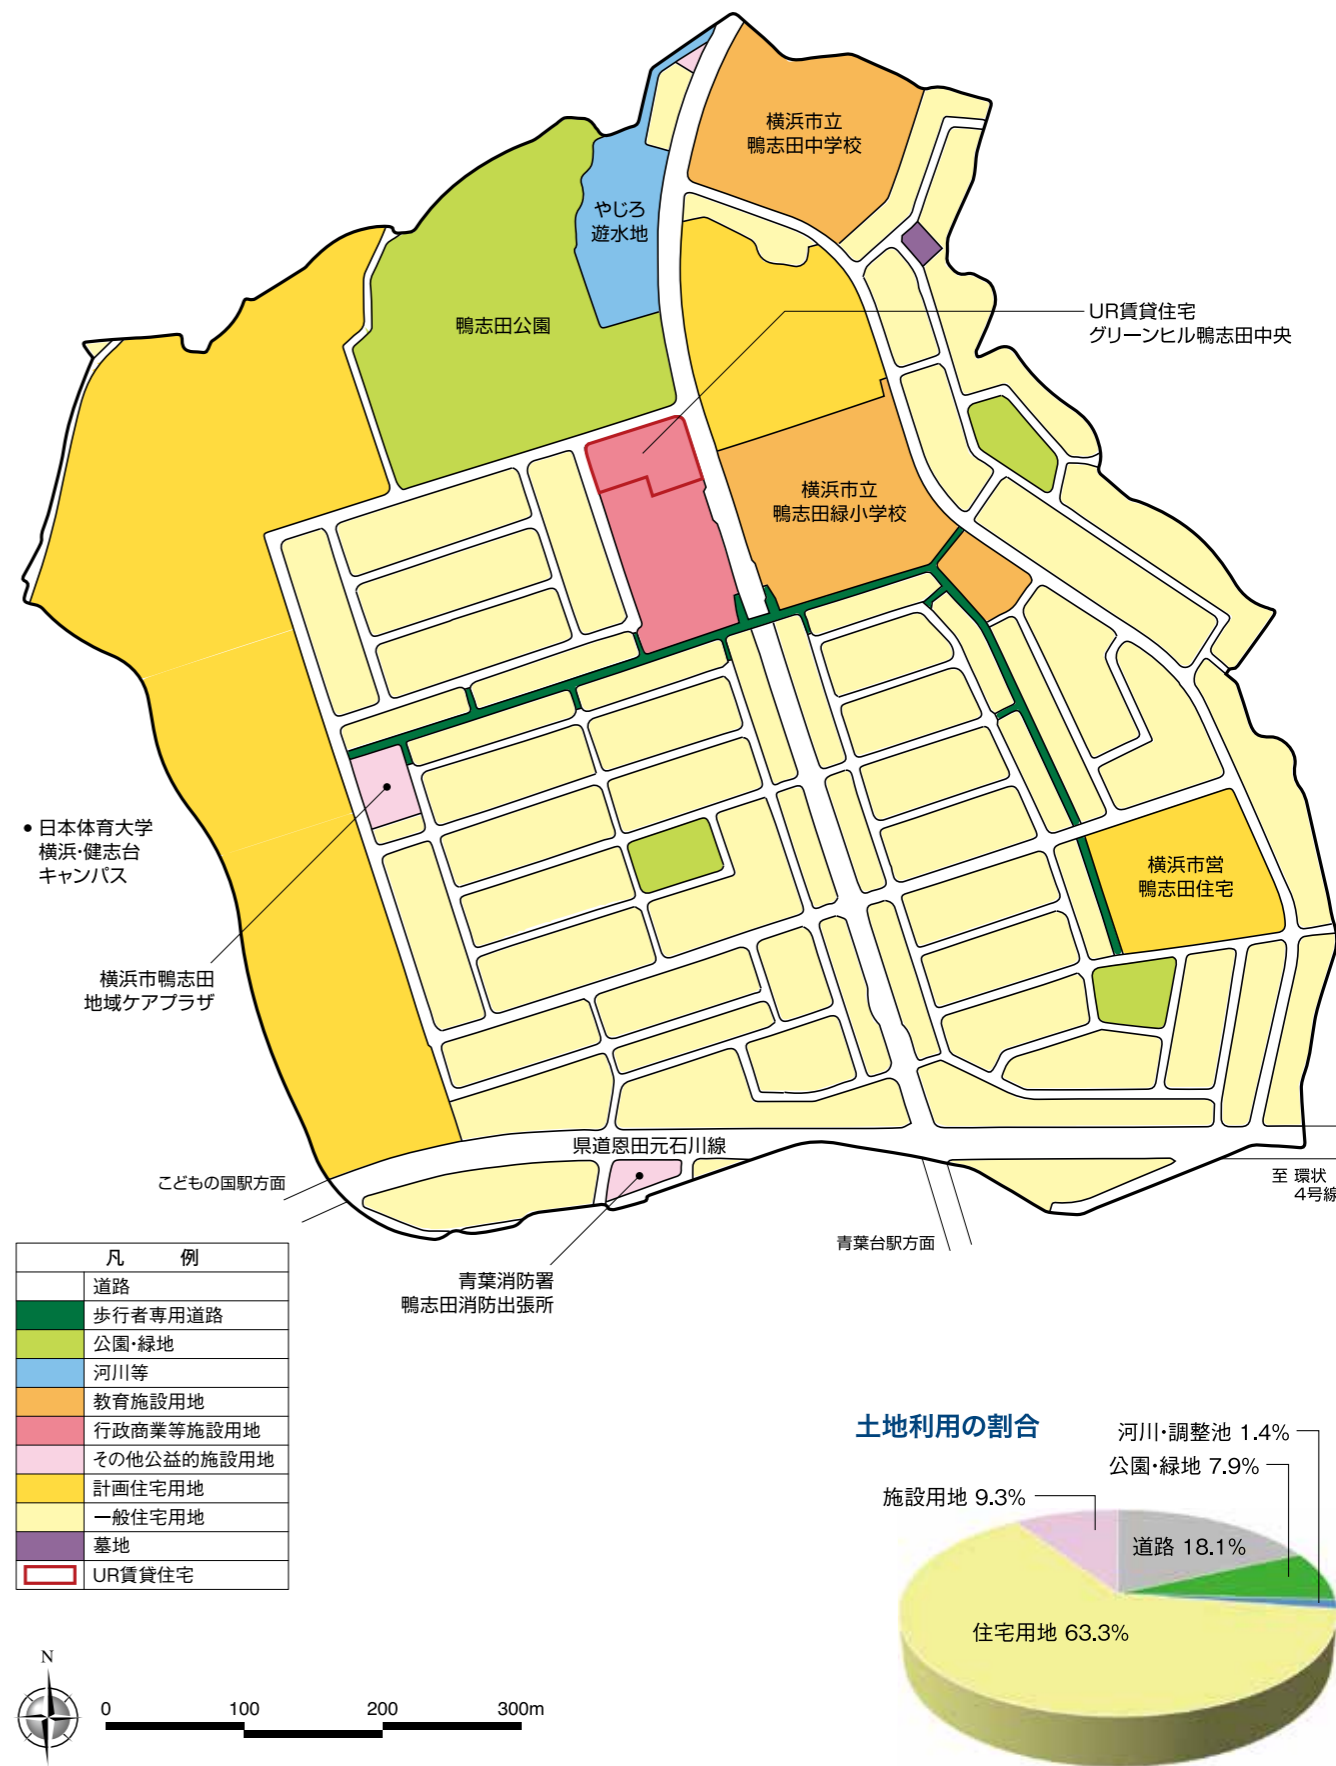 横浜市立
鴨志田中学校
やじろ
遊水地
鴨志田公園
UR賃貸住宅
グリーンヒル鴨志田中央
横浜市立
鴨志田緑小学校
• 日本体育大学
横浜・健志台
キャンパス
横浜市営
鴨志田住宅
横浜市鴨志田
地域ケアプラザ
県道恩田元石川線
こどもの国駅方面
至 環状
4号線
青葉台駅方面
青葉消防署
鴨志田消防出張所
凡 例
道路
歩行者専用道路
公園・緑地
河川等
教育施設用地
行政商業等施設用地
その他公益的施設用地
計画住宅用地
一般住宅用地
墓地
UR賃貸住宅
土地利用の割合
河川・調整池 1.4%
公園・緑地 7.9%
施設用地 9.3%
道路 18.1%
住宅用地 63.3%
N
0 100 200 300m